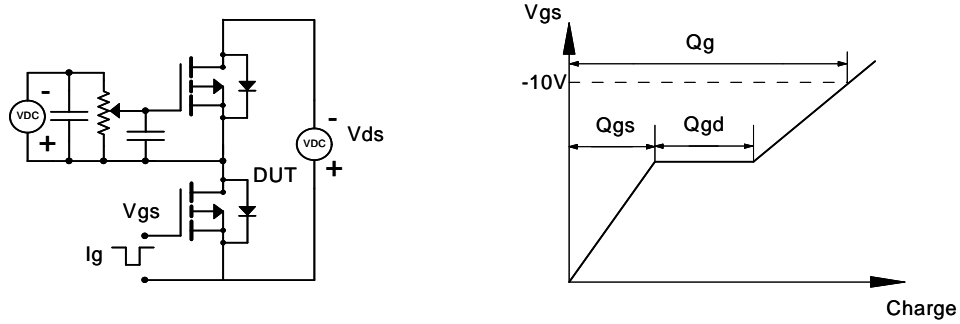 -
VDC
+
-
VDC
+
Vds
DUT
Vgs
Ig
Vgs
Qg
-10V
Qgs
Qgd
Charge